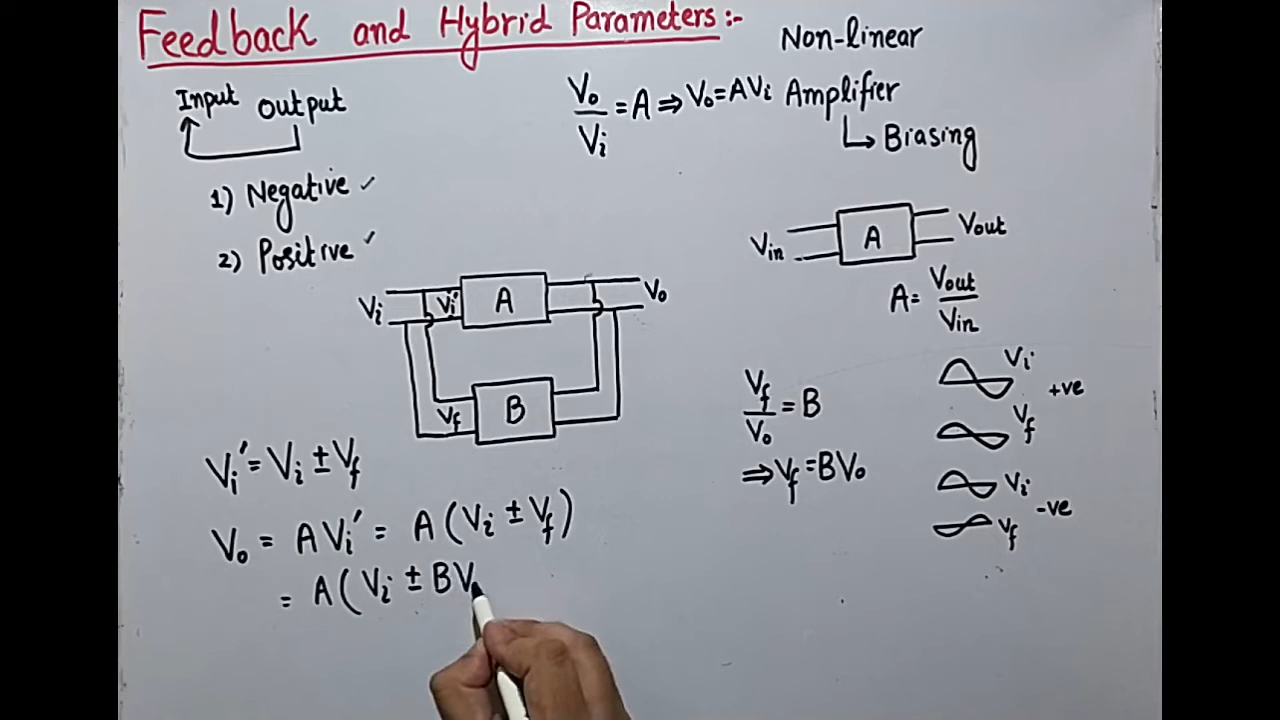 Feedback and Hybrid Parameters:-
Non-linear
Input Output
Vo/Vi = A ⇒ Vo = AVi Amplifier
↳ Biasing
1) Negative ✓
2) Positive ✓
Vin A Vout
A = Vout/Vin
Vi Vi' A Vo
Vf B
Vf/Vo = B
⇒ Vf = BVo
Vi
+ve
Vf
Vi
-ve
Vf
Vi' = Vi ± Vf
Vo = AVi' = A(Vi ± Vf)
= A(Vi ± BV